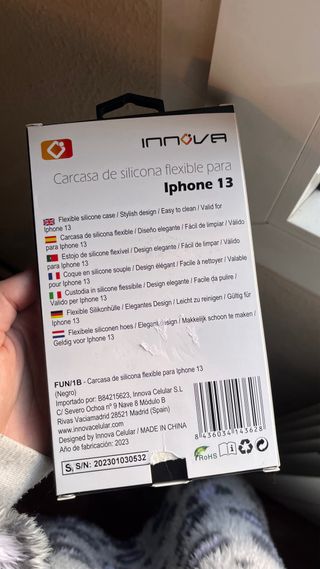 INNOVA
Carcasa de silicona flexible para
Iphone 13
Flexible silicone case / Stylish design / Easy to clean / Valid for
Iphone 13
Carcasa de silicona flexible / Diseño elegante / Fácil de limpiar / Válido
para Iphone 13
Estojo de silicone flexível / Design elegante / Fácil de limpar / Válido
para Iphone 13
Coque en silicone souple / Design élégant / Facile à nettoyer / Valable
pour Iphone 13
Custodia in silicone flessibile / Design elegante / Facile da pulire /
Valido per Iphone 13
Flexible Silikonhülle / Elegantes Design / Leicht zu reinigen / Gültig für
Iphone 13
Flexibele siliconen hoes / Elegant design / Makkelijk schoon te maken /
Geldig voor Iphone 13
FUN/1B - Carcasa de silicona flexible para Iphone 13
(Negro)
Importado por: B84215623, Innova Celular S.L
C/ Severo Ochoa nº 9 Nave 8 Módulo B
Rivas Vaciamadrid 28521 Madrid (Spain)
www.innovacelular.com
Designed by Innova Celular / MADE IN CHINA
Año de fabricación: 2023
8 436034 143628
RoHS
S/N: 202301030532